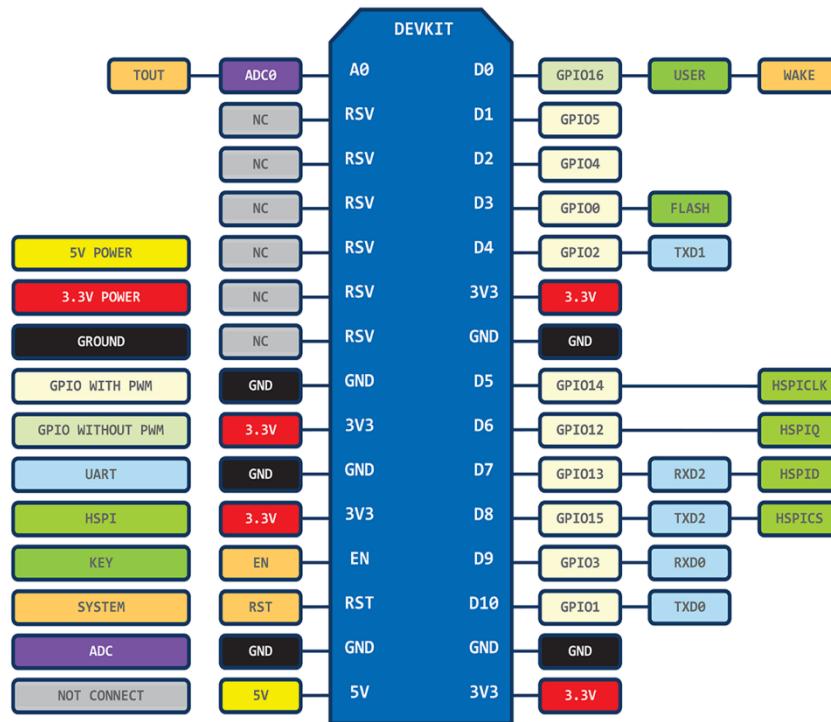 DEVKIT
TOUT ADC0 A0 D0 GPIO16 USER WAKE
NC RSV D1 GPIO5
NC RSV D2 GPIO4
NC RSV D3 GPIO0 FLASH
5V POWER NC RSV D4 GPIO2 TXD1
3.3V POWER NC RSV 3V3 3.3V
GROUND NC RSV GND GND
GPIO WITH PWM GND GND D5 GPIO14 HSPICLK
GPIO WITHOUT PWM 3.3V 3V3 D6 GPIO12 HSPIQ
UART GND GND D7 GPIO13 RXD2 HSPID
HSPI 3.3V 3V3 D8 GPIO15 TXD2 HSPICS
KEY EN EN D9 GPIO3 RXD0
SYSTEM RST RST D10 GPIO1 TXD0
ADC GND GND GND GND
NOT CONNECT 5V 5V 3V3 3.3V